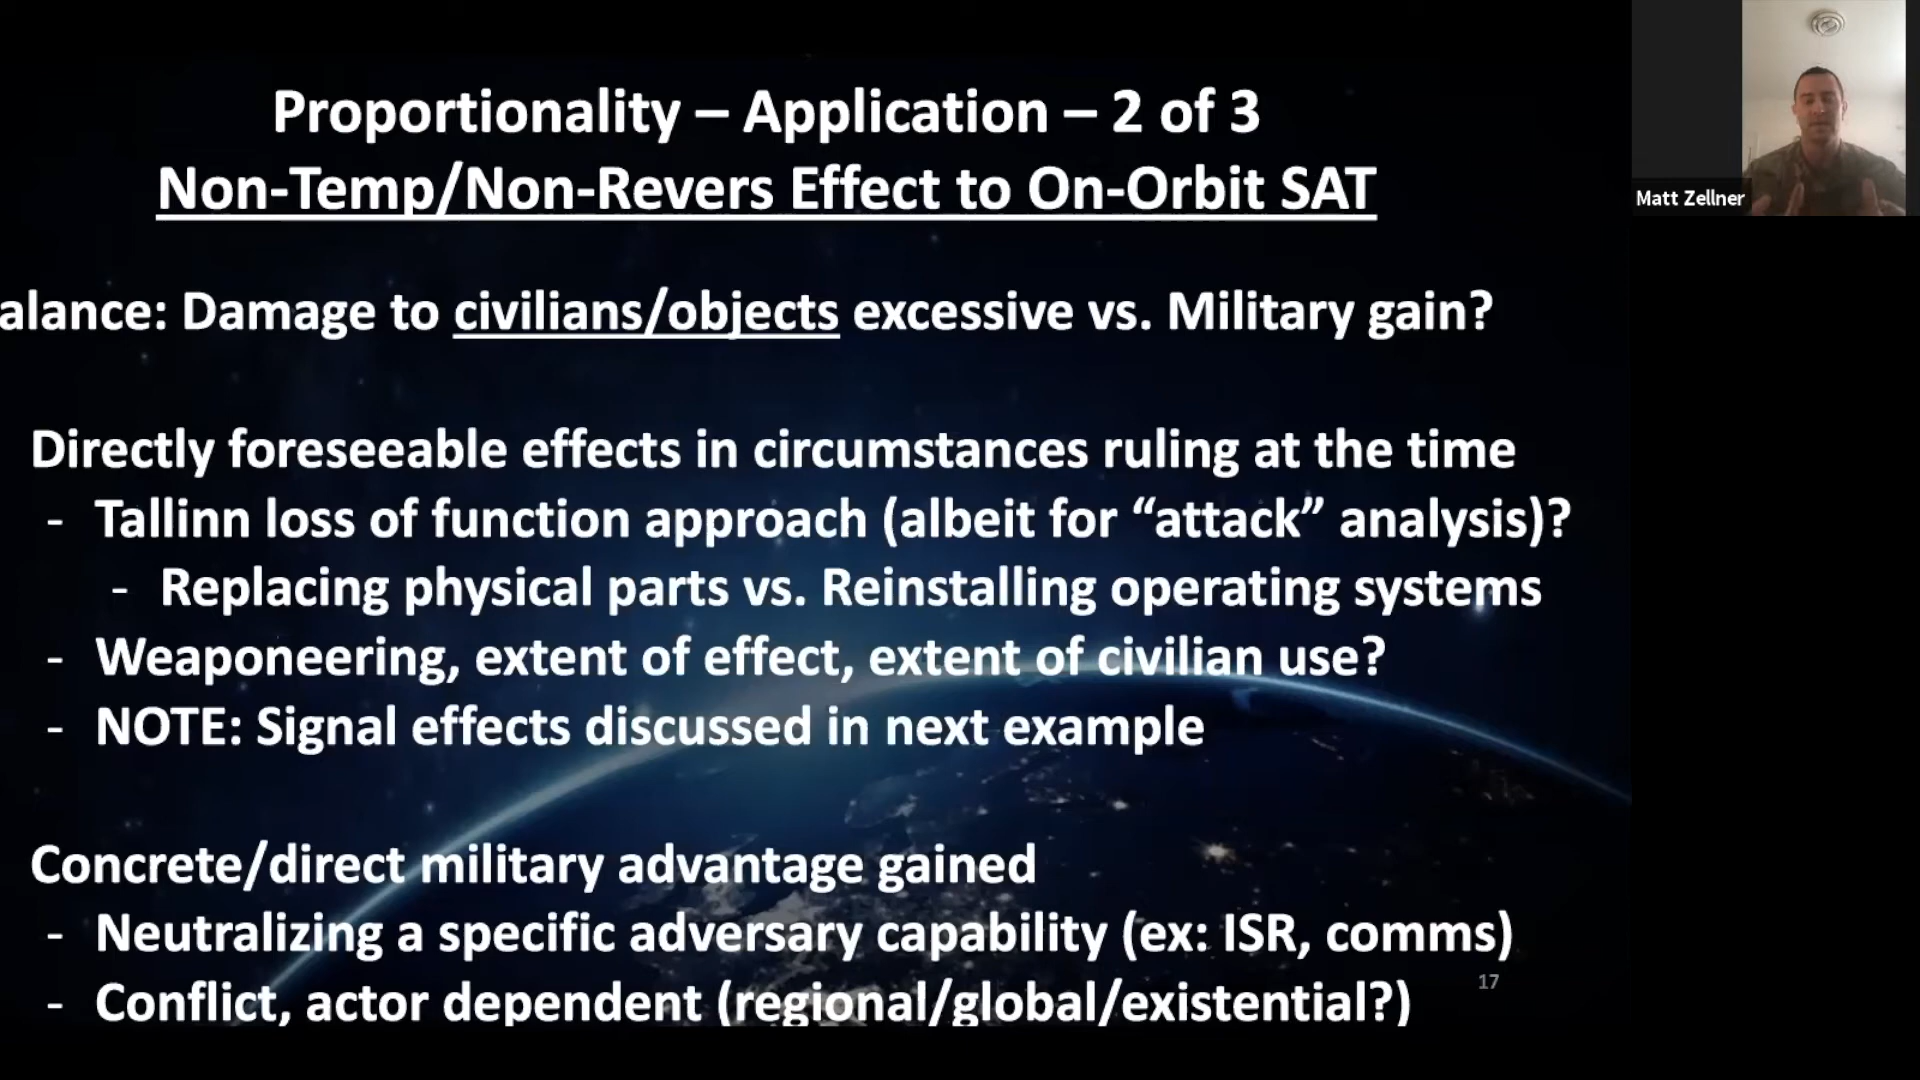 Proportionality – Application – 2 of 3
Non-Temp/Non-Revers Effect to On-Orbit SAT
Matt Zellner
alance: Damage to civilians/objects excessive vs. Military gain?
Directly foreseeable effects in circumstances ruling at the time
- Tallinn loss of function approach (albeit for “attack” analysis)?
- Replacing physical parts vs. Reinstalling operating systems
- Weaponeering, extent of effect, extent of civilian use?
- NOTE: Signal effects discussed in next example
Concrete/direct military advantage gained
- Neutralizing a specific adversary capability (ex: ISR, comms)
17
- Conflict, actor dependent (regional/global/existential?)